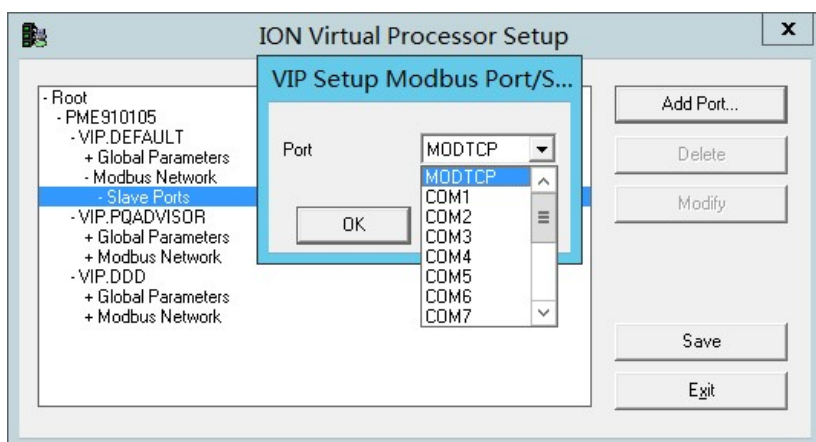 ION Virtual Processor Setup
x
VIP Setup Modbus Port/S...
- Root
- PME910105
- VIP.DEFAULT
+ Global Parameters
- Modbus Network
- Slave Ports
- VIP.PQADVISOR
+ Global Parameters
+ Modbus Network
- VIP.DDD
+ Global Parameters
+ Modbus Network
Port
MODTCP
MODTCP
COM1
COM2
COM3
COM4
COM5
COM6
COM7
OK
Add Port...
Delete
Modify
Save
Exit